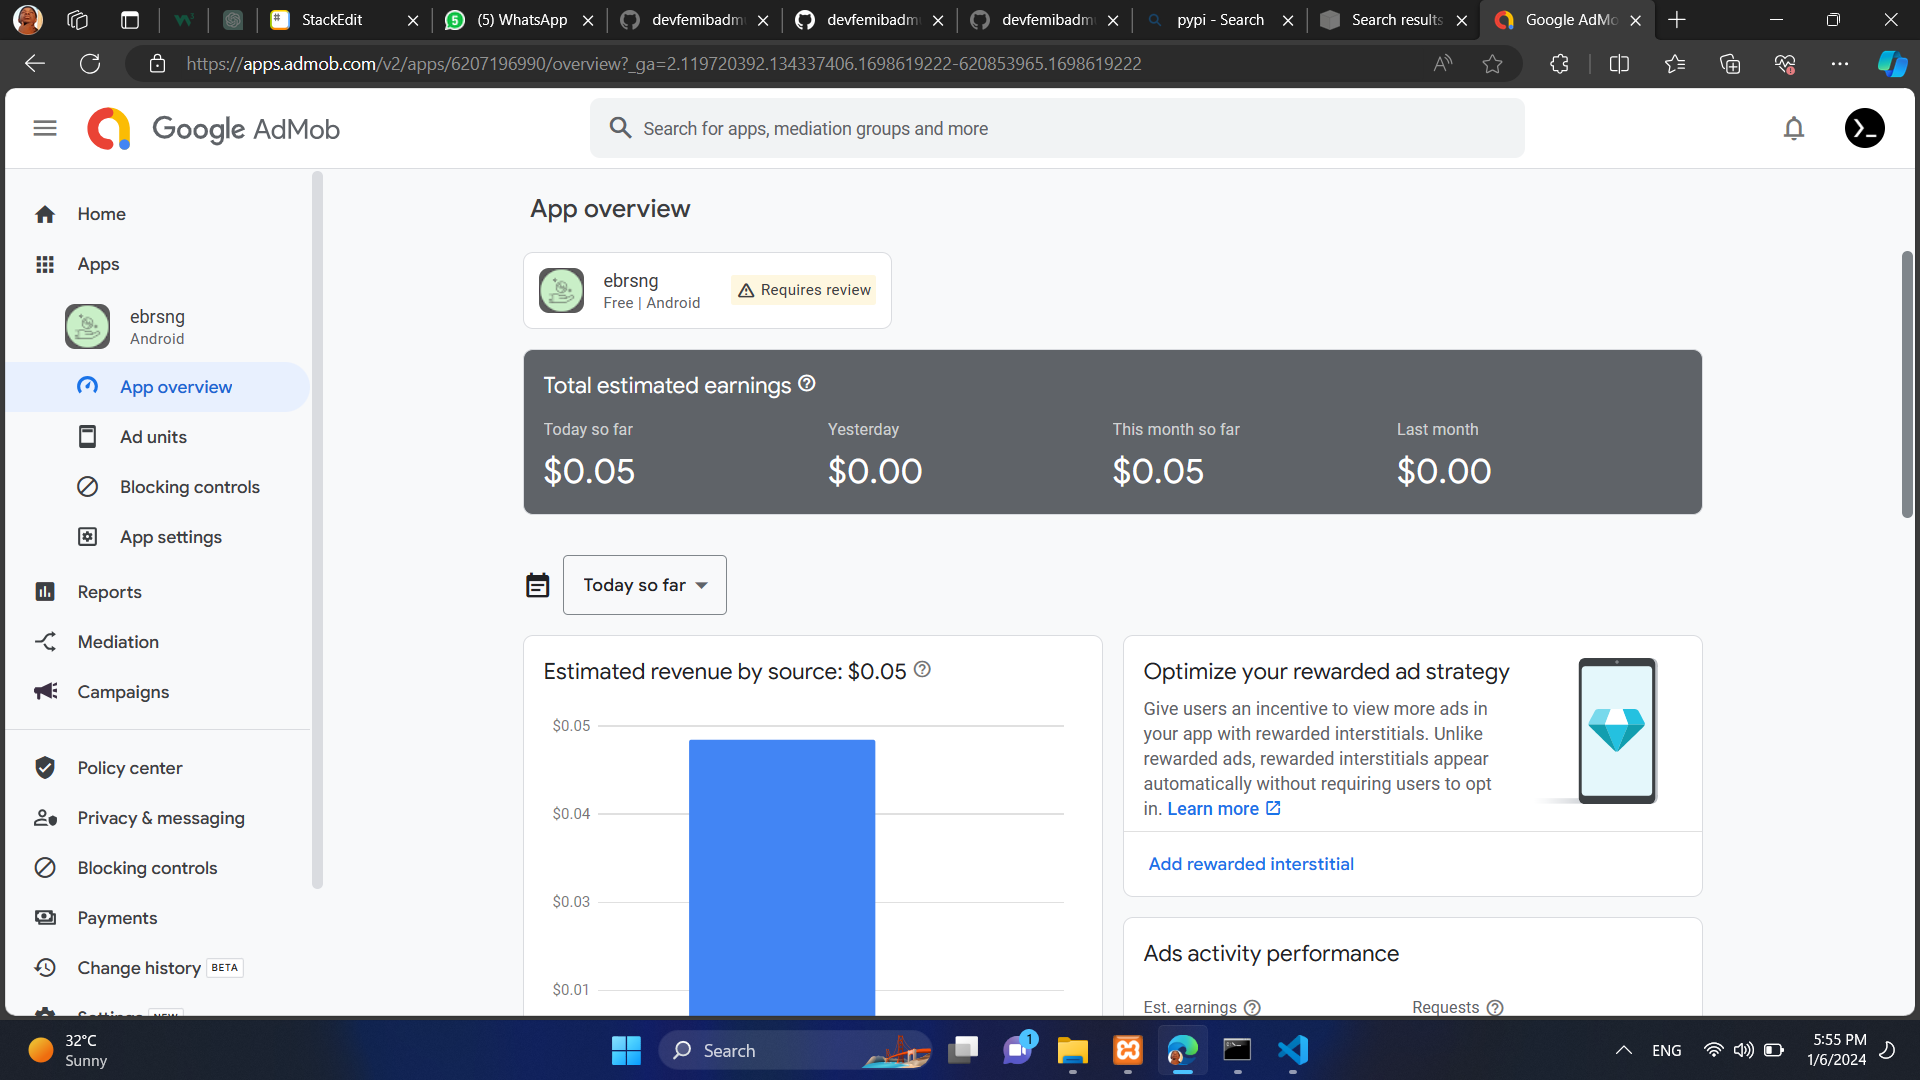 StackEdit
(5) WhatsApp
devfemibadm
devfemibadm
devfemibadm
pypi - Search
Search results
Google AdMo
https://apps.admob.com/v2/apps/6207196990/overview?_ga=2.119720392.134337406.1698619222-620853965.1698619222
Google AdMob
Search for apps, mediation groups and more
Home
Apps
ebrsng
Android
App overview
Ad units
Blocking controls
App settings
Reports
Mediation
Campaigns
Policy center
Privacy & messaging
Blocking controls
Payments
Change history BETA
App overview
ebrsng
Free | Android
Requires review
Total estimated earnings
Today so far
$0.05
Yesterday
$0.00
This month so far
$0.05
Last month
$0.00
Today so far
Estimated revenue by source: $0.05
$0.05
$0.04
$0.03
$0.01
Optimize your rewarded ad strategy
Give users an incentive to view more ads in
your app with rewarded interstitials. Unlike
rewarded ads, rewarded interstitials appear
automatically without requiring users to opt
in. Learn more
Add rewarded interstitial
Ads activity performance
Est. earnings
Requests
32°C
Sunny
Search
1
ENG
5:55 PM
1/6/2024